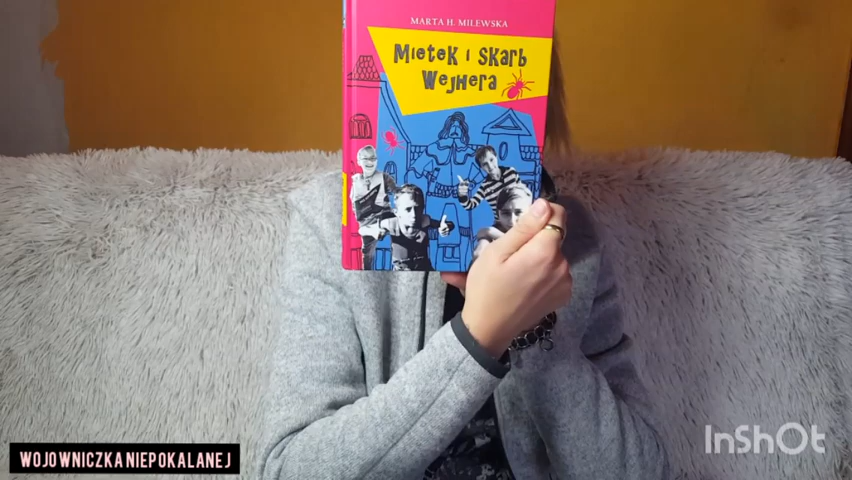 MARTA H. MILEWSKA
MIETEK I SKARB
WEJHERA
WOJOWNICZKA NIEPOKALANEJ
InShOt